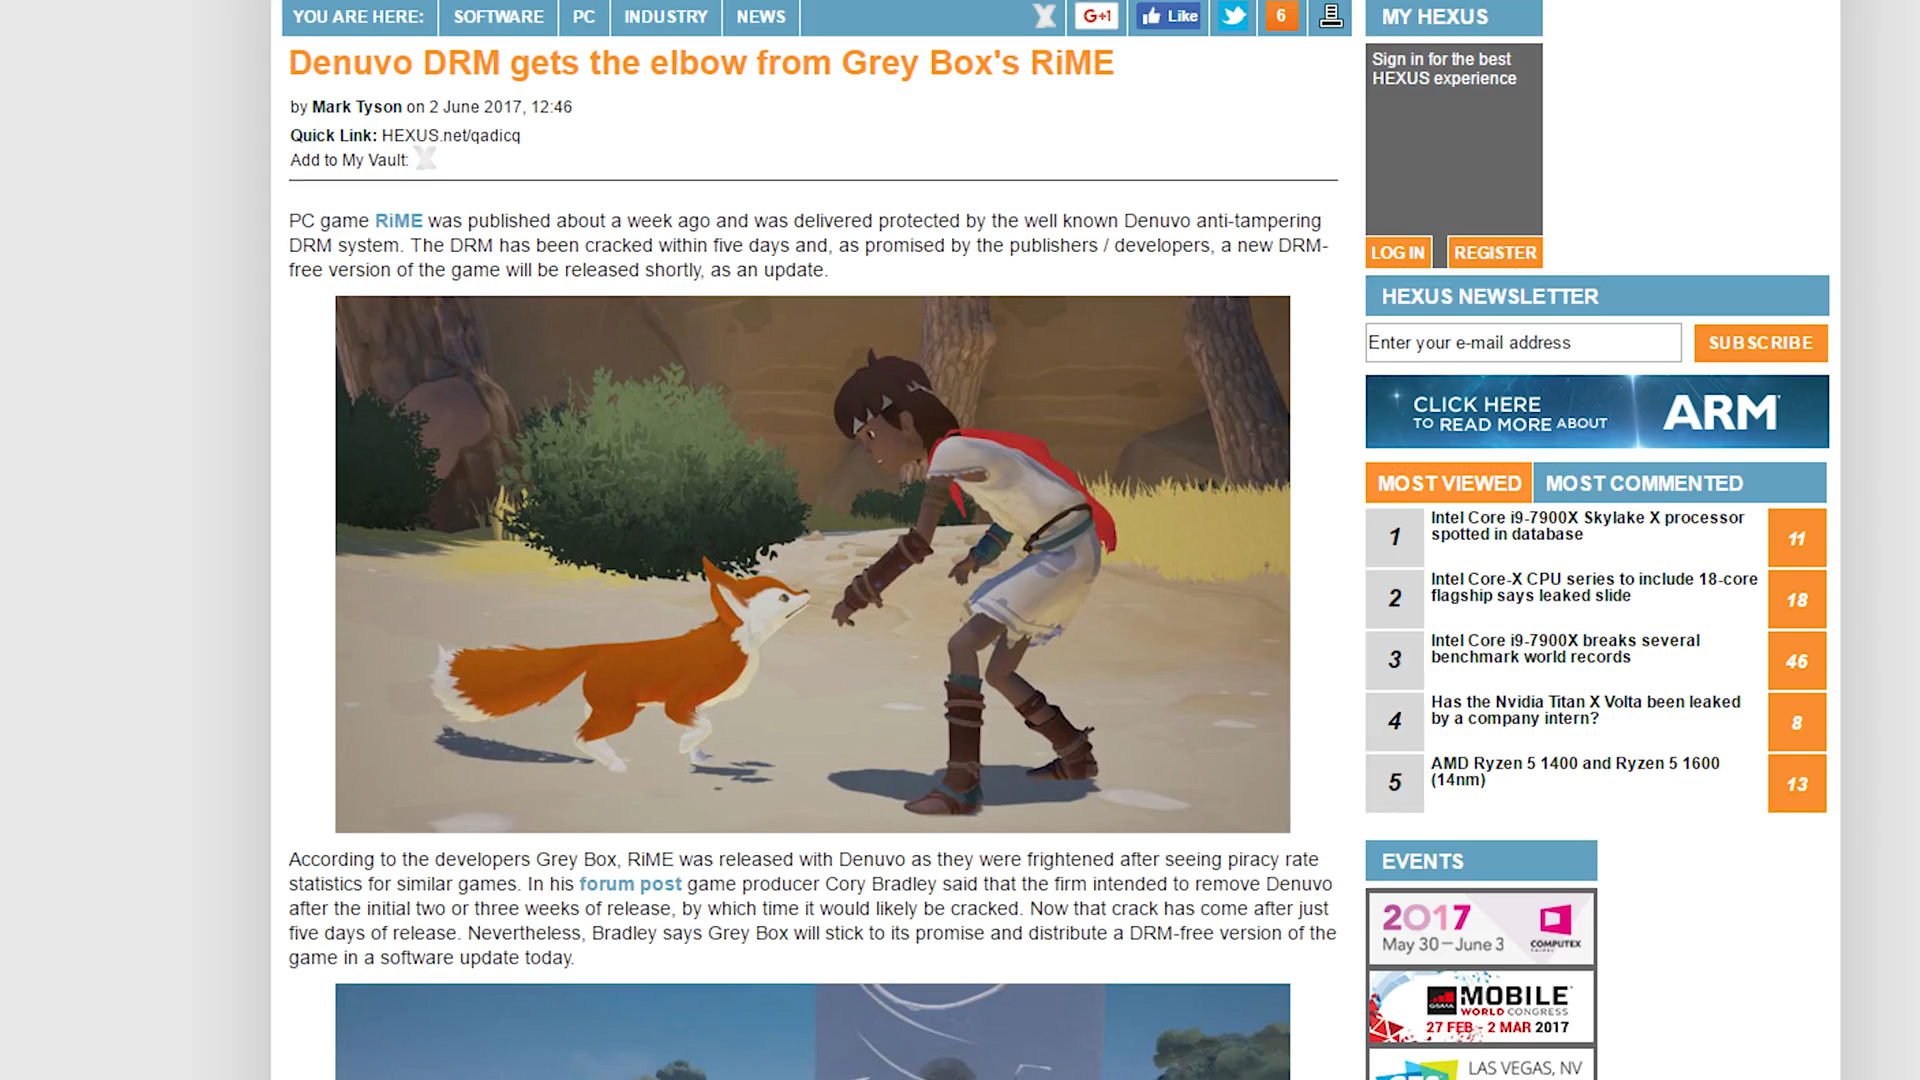 YOU ARE HERE: SOFTWARE PC INDUSTRY NEWS
G+1 Like 6
Denuvo DRM gets the elbow from Grey Box's RiME
by Mark Tyson on 2 June 2017, 12:46
Quick Link: HEXUS.net/qadicq
Add to My Vault:
PC game RiME was published about a week ago and was delivered protected by the well known Denuvo anti-tampering
DRM system. The DRM has been cracked within five days and, as promised by the publishers / developers, a new DRM-
free version of the game will be released shortly, as an update.
According to the developers Grey Box, RiME was released with Denuvo as they were frightened after seeing piracy rate
statistics for similar games. In his forum post game producer Cory Bradley said that the firm intended to remove Denuvo
after the initial two or three weeks of release, by which time it would likely be cracked. Now that crack has come after just
five days of release. Nevertheless, Bradley says Grey Box will stick to its promise and distribute a DRM-free version of the
game in a software update today.
MY HEXUS
Sign in for the best
HEXUS experience
LOG IN REGISTER
HEXUS NEWSLETTER
Enter your e-mail address SUBSCRIBE
CLICK HERE
TO READ MORE ABOUT
ARM
MOST VIEWED MOST COMMENTED
1 Intel Core i9-7900X Skylake X processor
spotted in database 11
2 Intel Core-X CPU series to include 18-core
flagship says leaked slide 18
3 Intel Core i9-7900X breaks several
benchmark world records 46
4 Has the Nvidia Titan X Volta been leaked
by a company intern? 8
5 AMD Ryzen 5 1400 and Ryzen 5 1600
(14nm) 13
EVENTS
2017
May 30–June 3
COMPUTEX
TAIPEI
GSMA MOBILE
WORLD CONGRESS
27 FEB - 2 MAR 2017
LAS VEGAS, NV